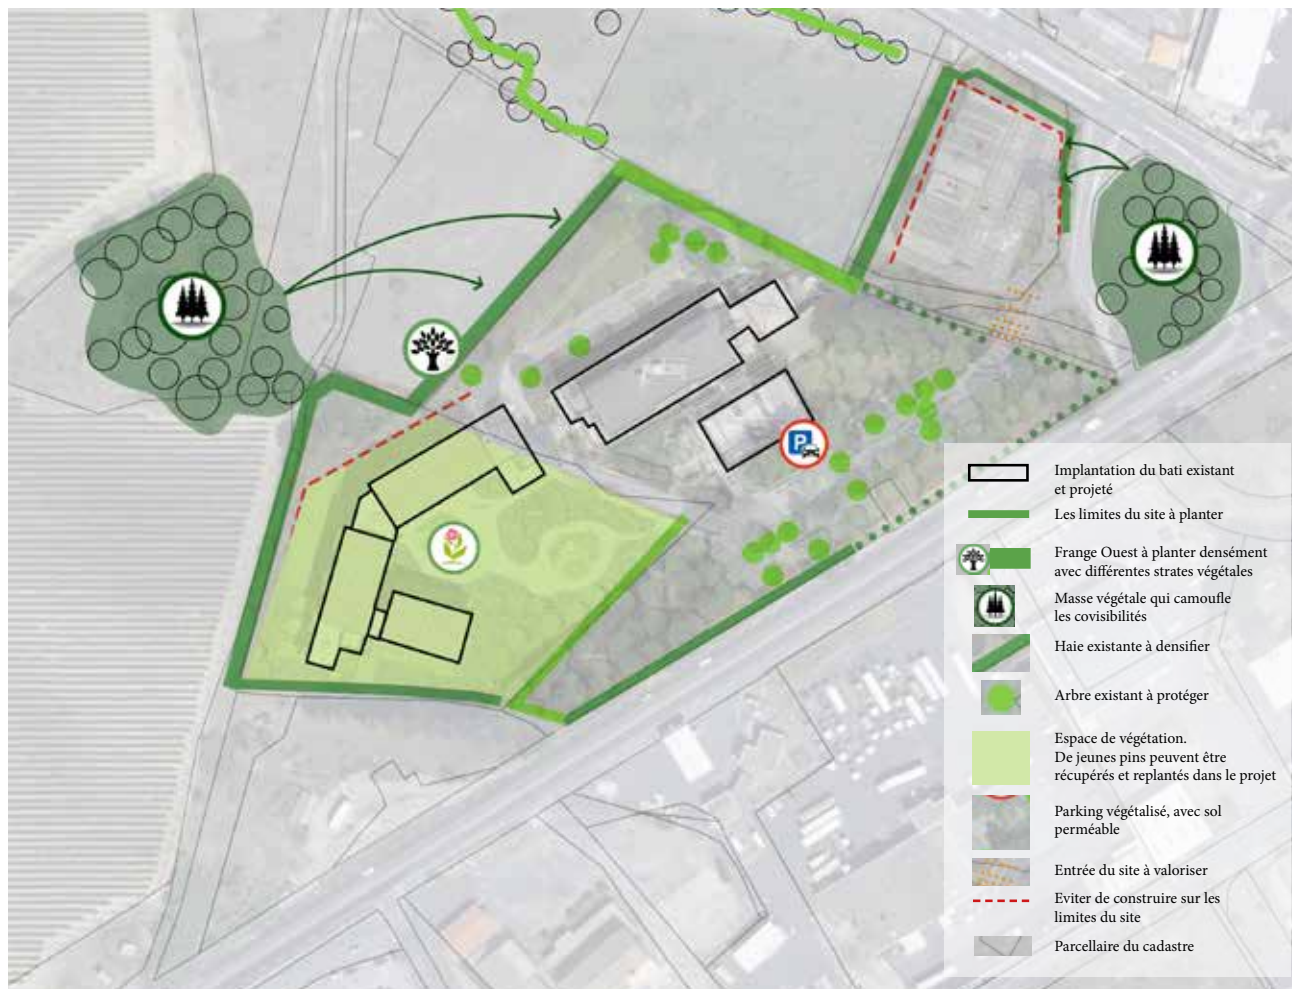 P
Implantation du bati existant
et projeté
Les limites du site à planter
Frange Ouest à planter densément
avec différentes strates végétales
Masse végétale qui camoufle
les covisibilités
Haie existante à densifier
Arbre existant à protéger
Espace de végétation.
De jeunes pins peuvent être
récupérés et replantés dans le projet
Parking végétalisé, avec sol
perméable
Entrée du site à valoriser
Eviter de construire sur les
limites du site
Parcellaire du cadastre